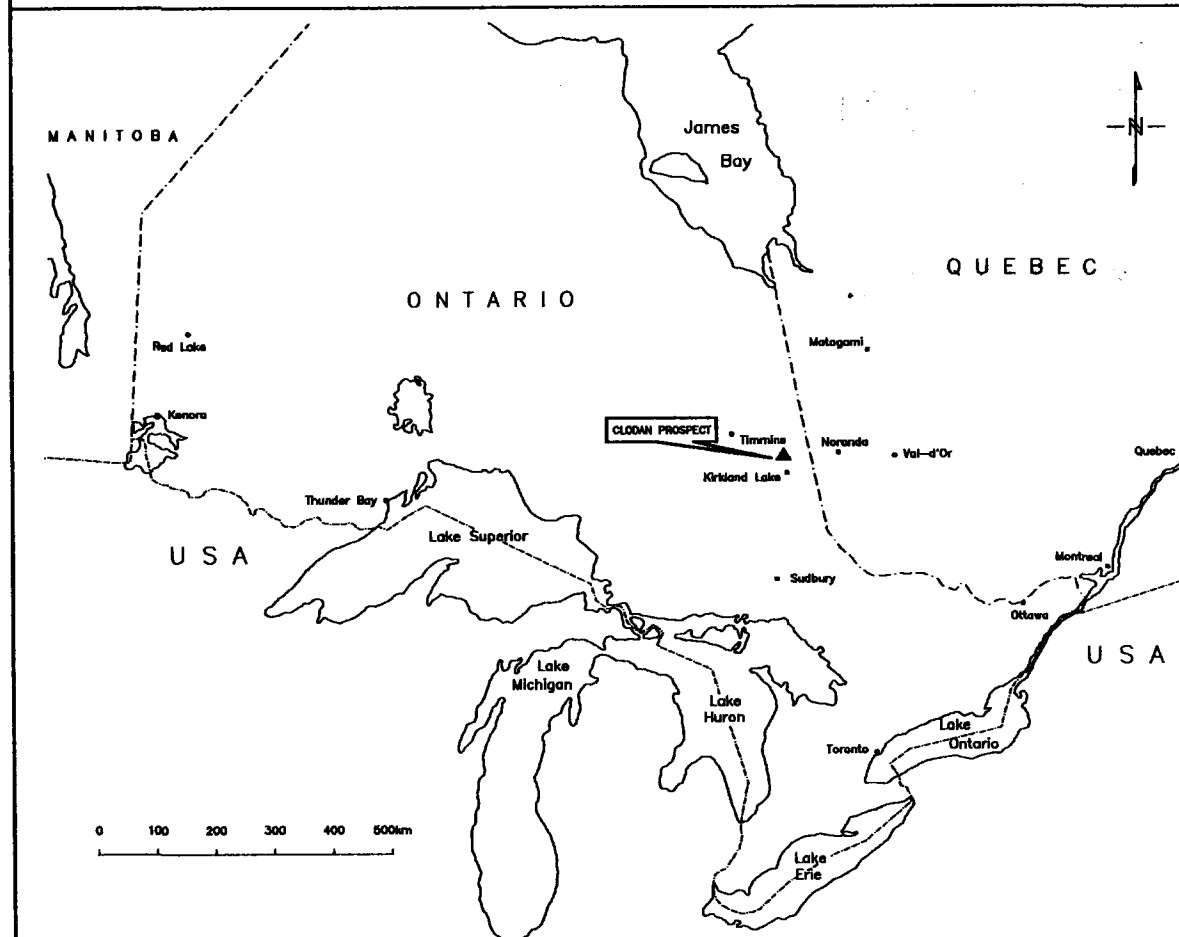 MANITOBA
James
Bay
N
QUEBEC
ONTARIO
Red Lake
Matagami
Kenora
CLODAN PROSPECT
Timmins
Noranda
Val-d'Or
Quebec
Kirkland Lake
Thunder Bay
Lake Superior
USA
Montreal
Sudbury
Ottawa
USA
Lake
Michigan
Lake
Huron
Lake
Ontario
Toronto
0 100 200 300 400 500km
Lake
Erie